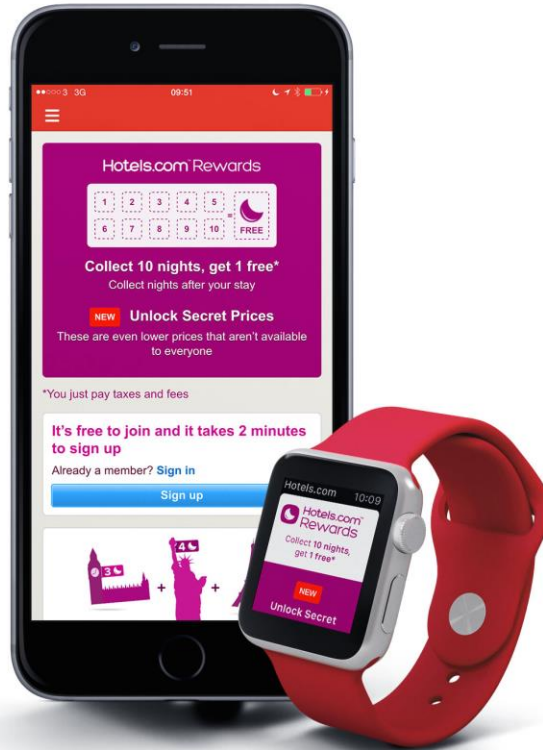 3 3G 09:51
Hotels.com™ Rewards
1 2 3 4 5
=
6 7 8 9 10 FREE
Collect 10 nights, get 1 free*
Collect nights after your stay
NEW Unlock Secret Prices
These are even lower prices that aren't available
to everyone
*You just pay taxes and fees
It's free to join and it takes 2 minutes
to sign up
Already a member? Sign in
Sign up
3 + 4 +
Hotels.com 10:09
Hotels.com™
Rewards
Collect 10 nights,
get 1 free*
NEW
Unlock Secret